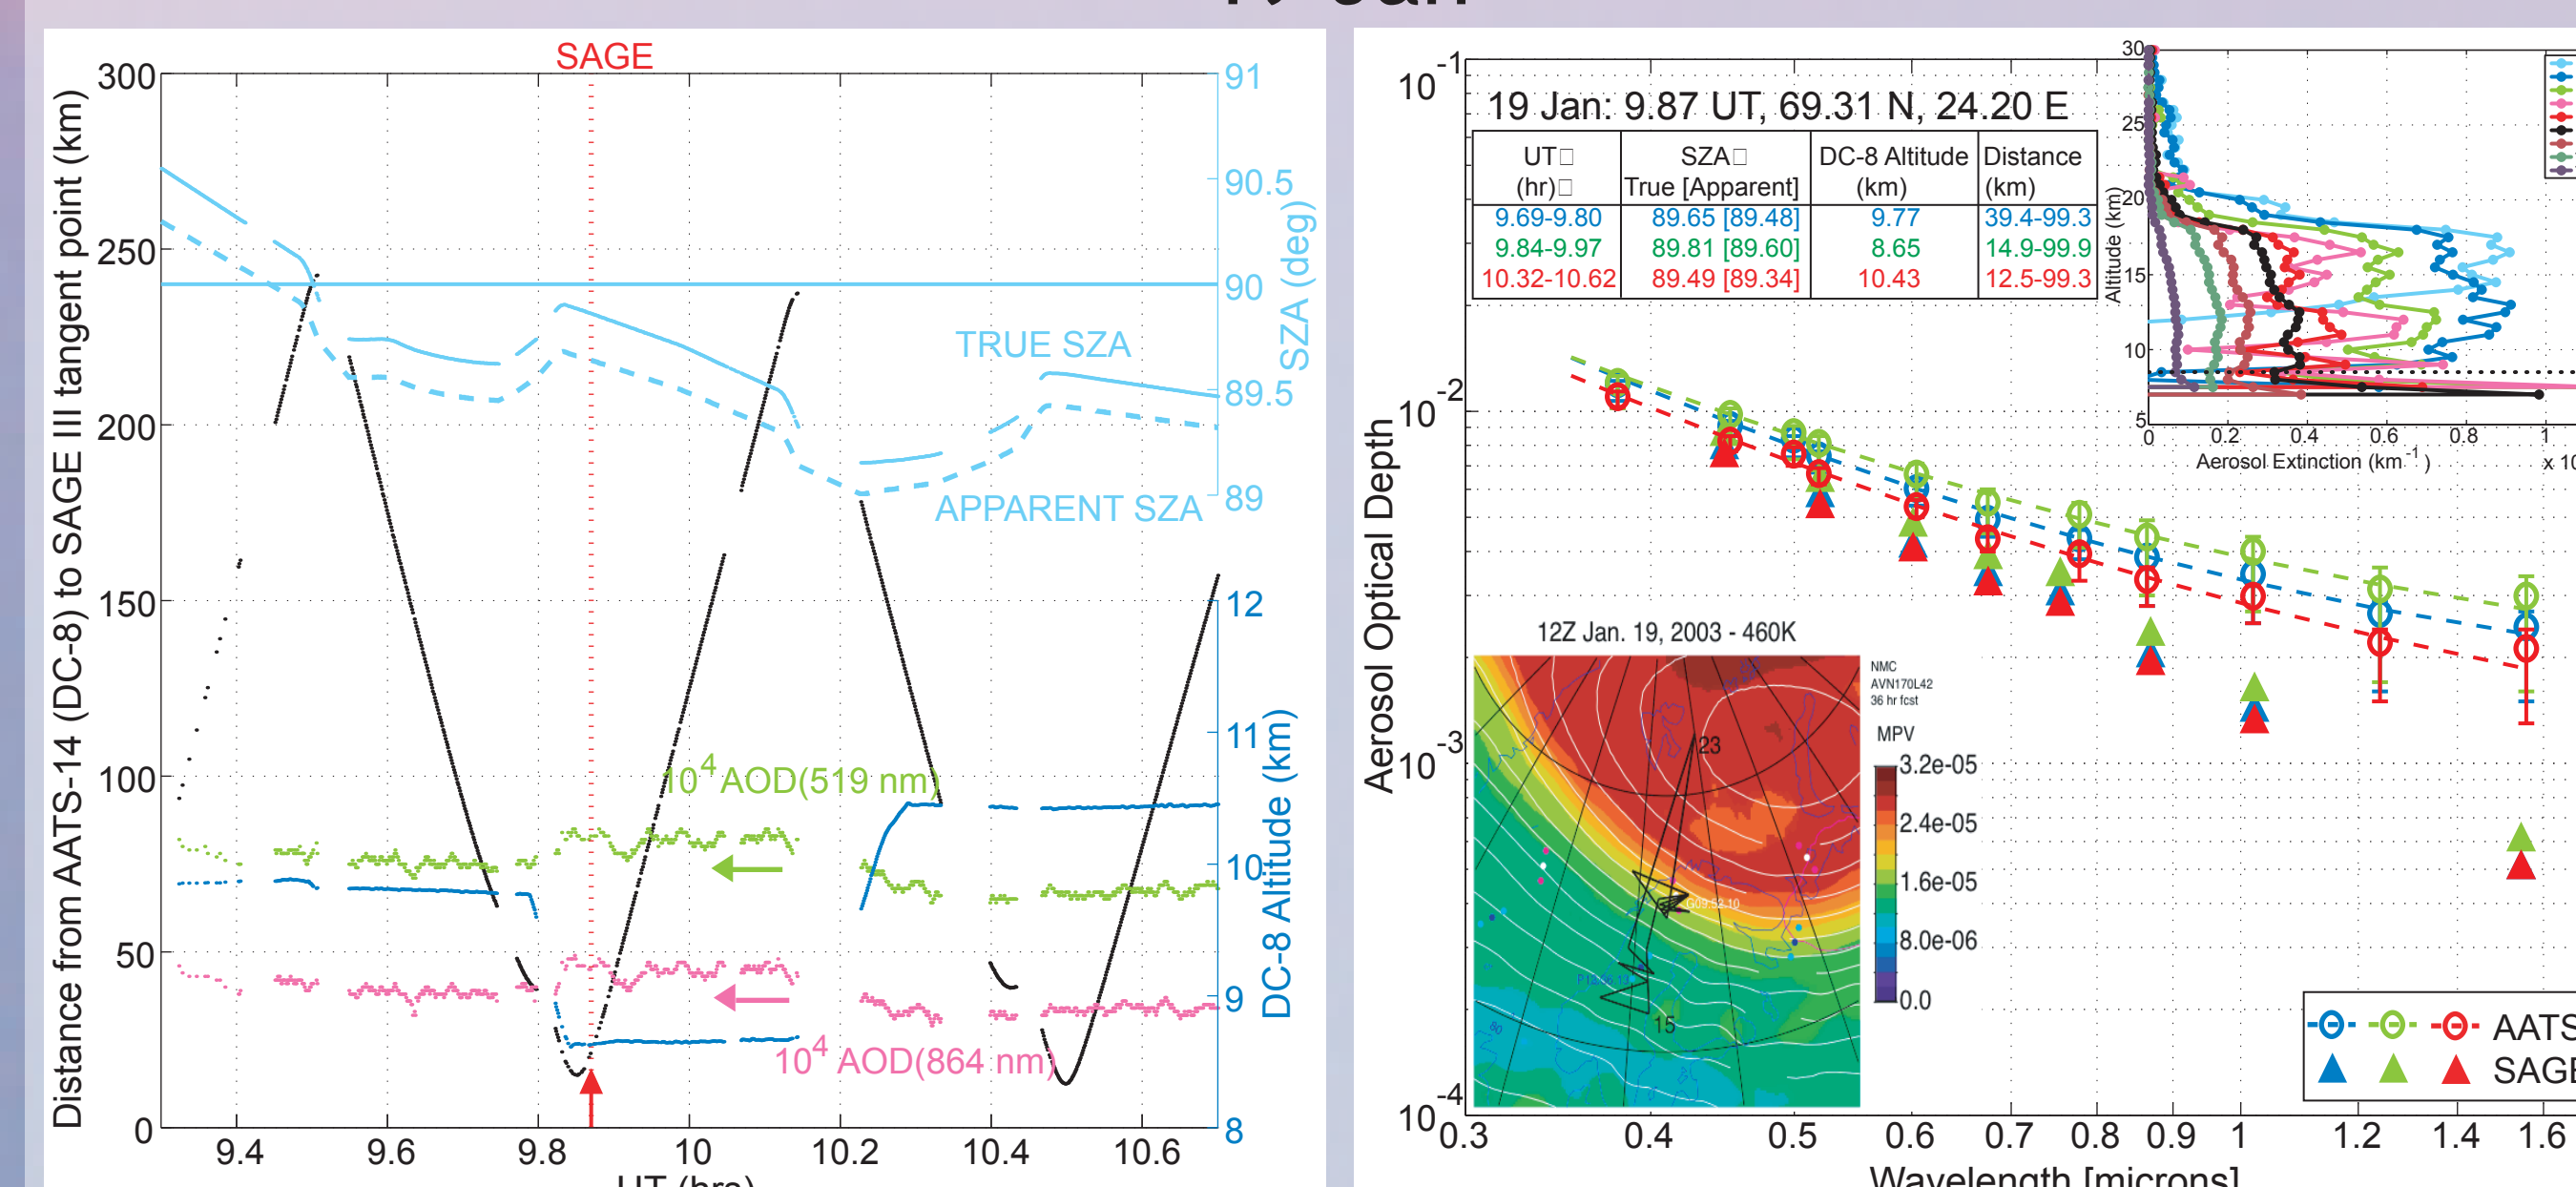 SAGE
300
250
200
150
100
50
0
Distance from AATS-14 (DC-8) to SAGE III tangent point (km)
91
90.5
90
89.5
89
SZA (deg)
TRUE SZA
APPARENT SZA
12
11
10
9
8
DC-8 Altitude (km)
10^4 AOD(519 nm)
10^4 AOD(864 nm)
9.4 9.6 9.8 10 10.2 10.4 10.6
10^-1
10^-2
10^-3
10^-4
Aerosol Optical Depth
19 Jan: 9.87 UT, 69.31 N, 24.20 E
UT SZA DC-8 Altitude Distance
(hr) True [Apparent] (km) (km)
9.69-9.80 89.65 [89.48] 9.77 39.4-99.3
9.84-9.97 89.81 [89.60] 8.65 14.9-99.9
10.32-10.62 89.49 [89.34] 10.43 12.5-99.3
30
25
20
15
10
5
Altitude (km)
0 0.2 0.4 0.6 0.8 1
Aerosol Extinction (km^-1)
x 10
12Z Jan. 19, 2003 - 460K
NMC
AVN170L42
36 hr fcst
MPV
3.2e-05
2.4e-05
1.6e-05
8.0e-06
0.0
23
15
AATS
SAGE
0.3 0.4 0.5 0.6 0.7 0.8 0.9 1 1.2 1.4 1.6
Wavelength [microns]